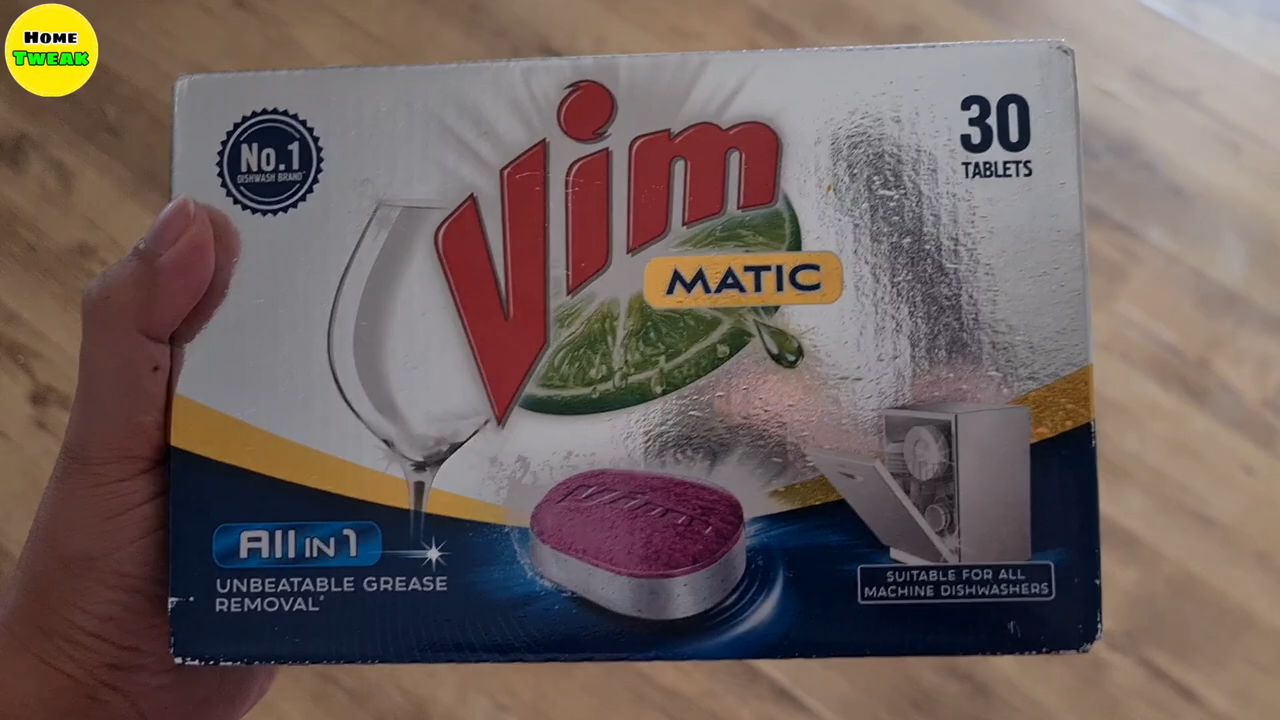 HOME
TWEAK
No.1
DISHWASH BRAND*
Vim
MATIC
30
TABLETS
Vim
All IN 1
UNBEATABLE GREASE
REMOVAL*
SUITABLE FOR ALL
MACHINE DISHWASHERS